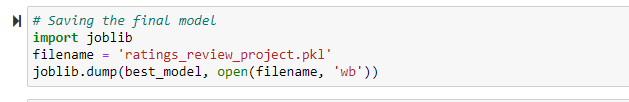 # Saving the final model
import joblib
filename = 'ratings_review_project.pkl'
joblib.dump(best_model, open(filename, 'wb'))